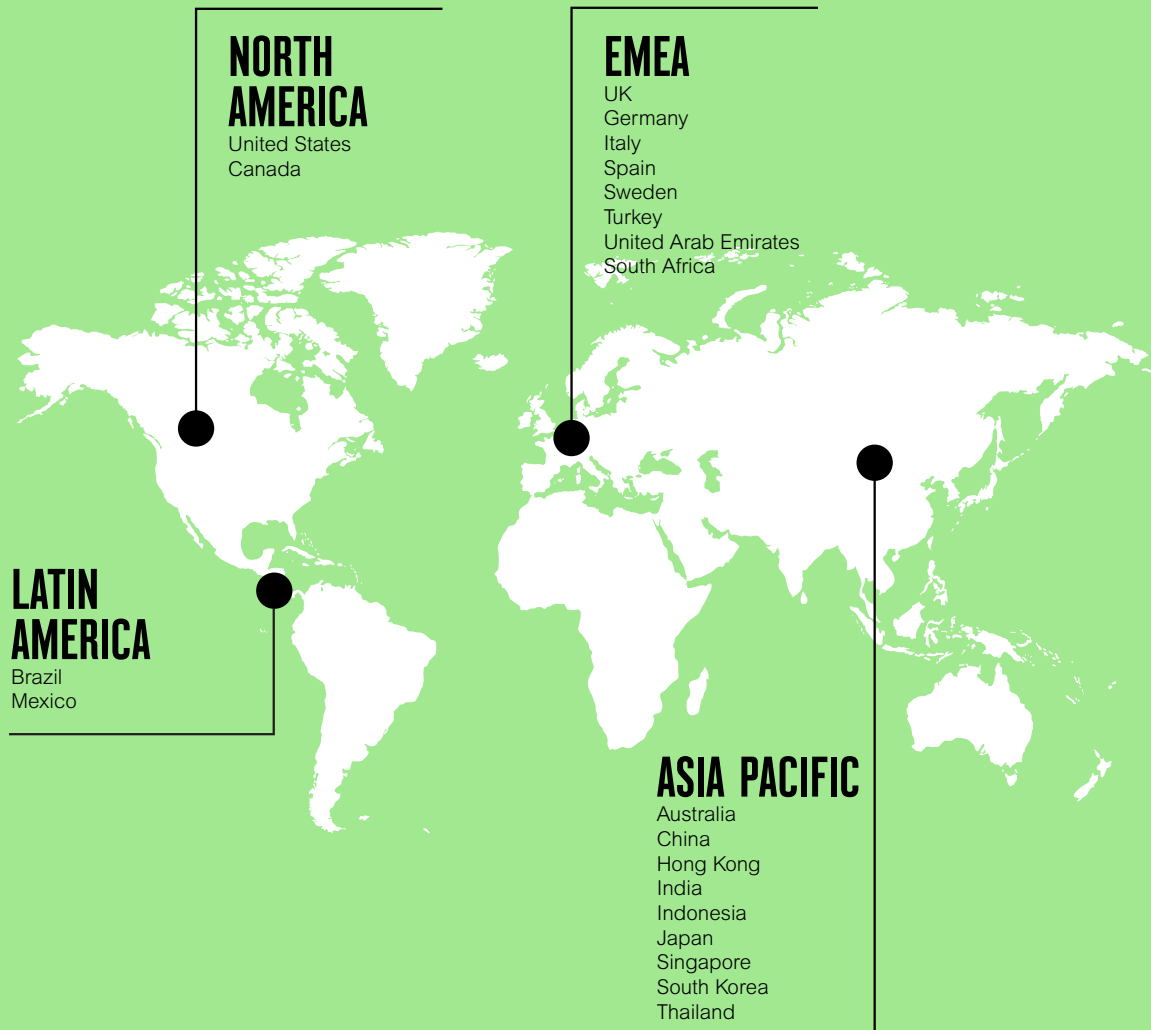 NORTH
AMERICA
United States
Canada
EMEA
UK
Germany
Italy
Spain
Sweden
Turkey
United Arab Emirates
South Africa
LATIN
AMERICA
Brazil
Mexico
ASIA PACIFIC
Australia
China
Hong Kong
India
Indonesia
Japan
Singapore
South Korea
Thailand